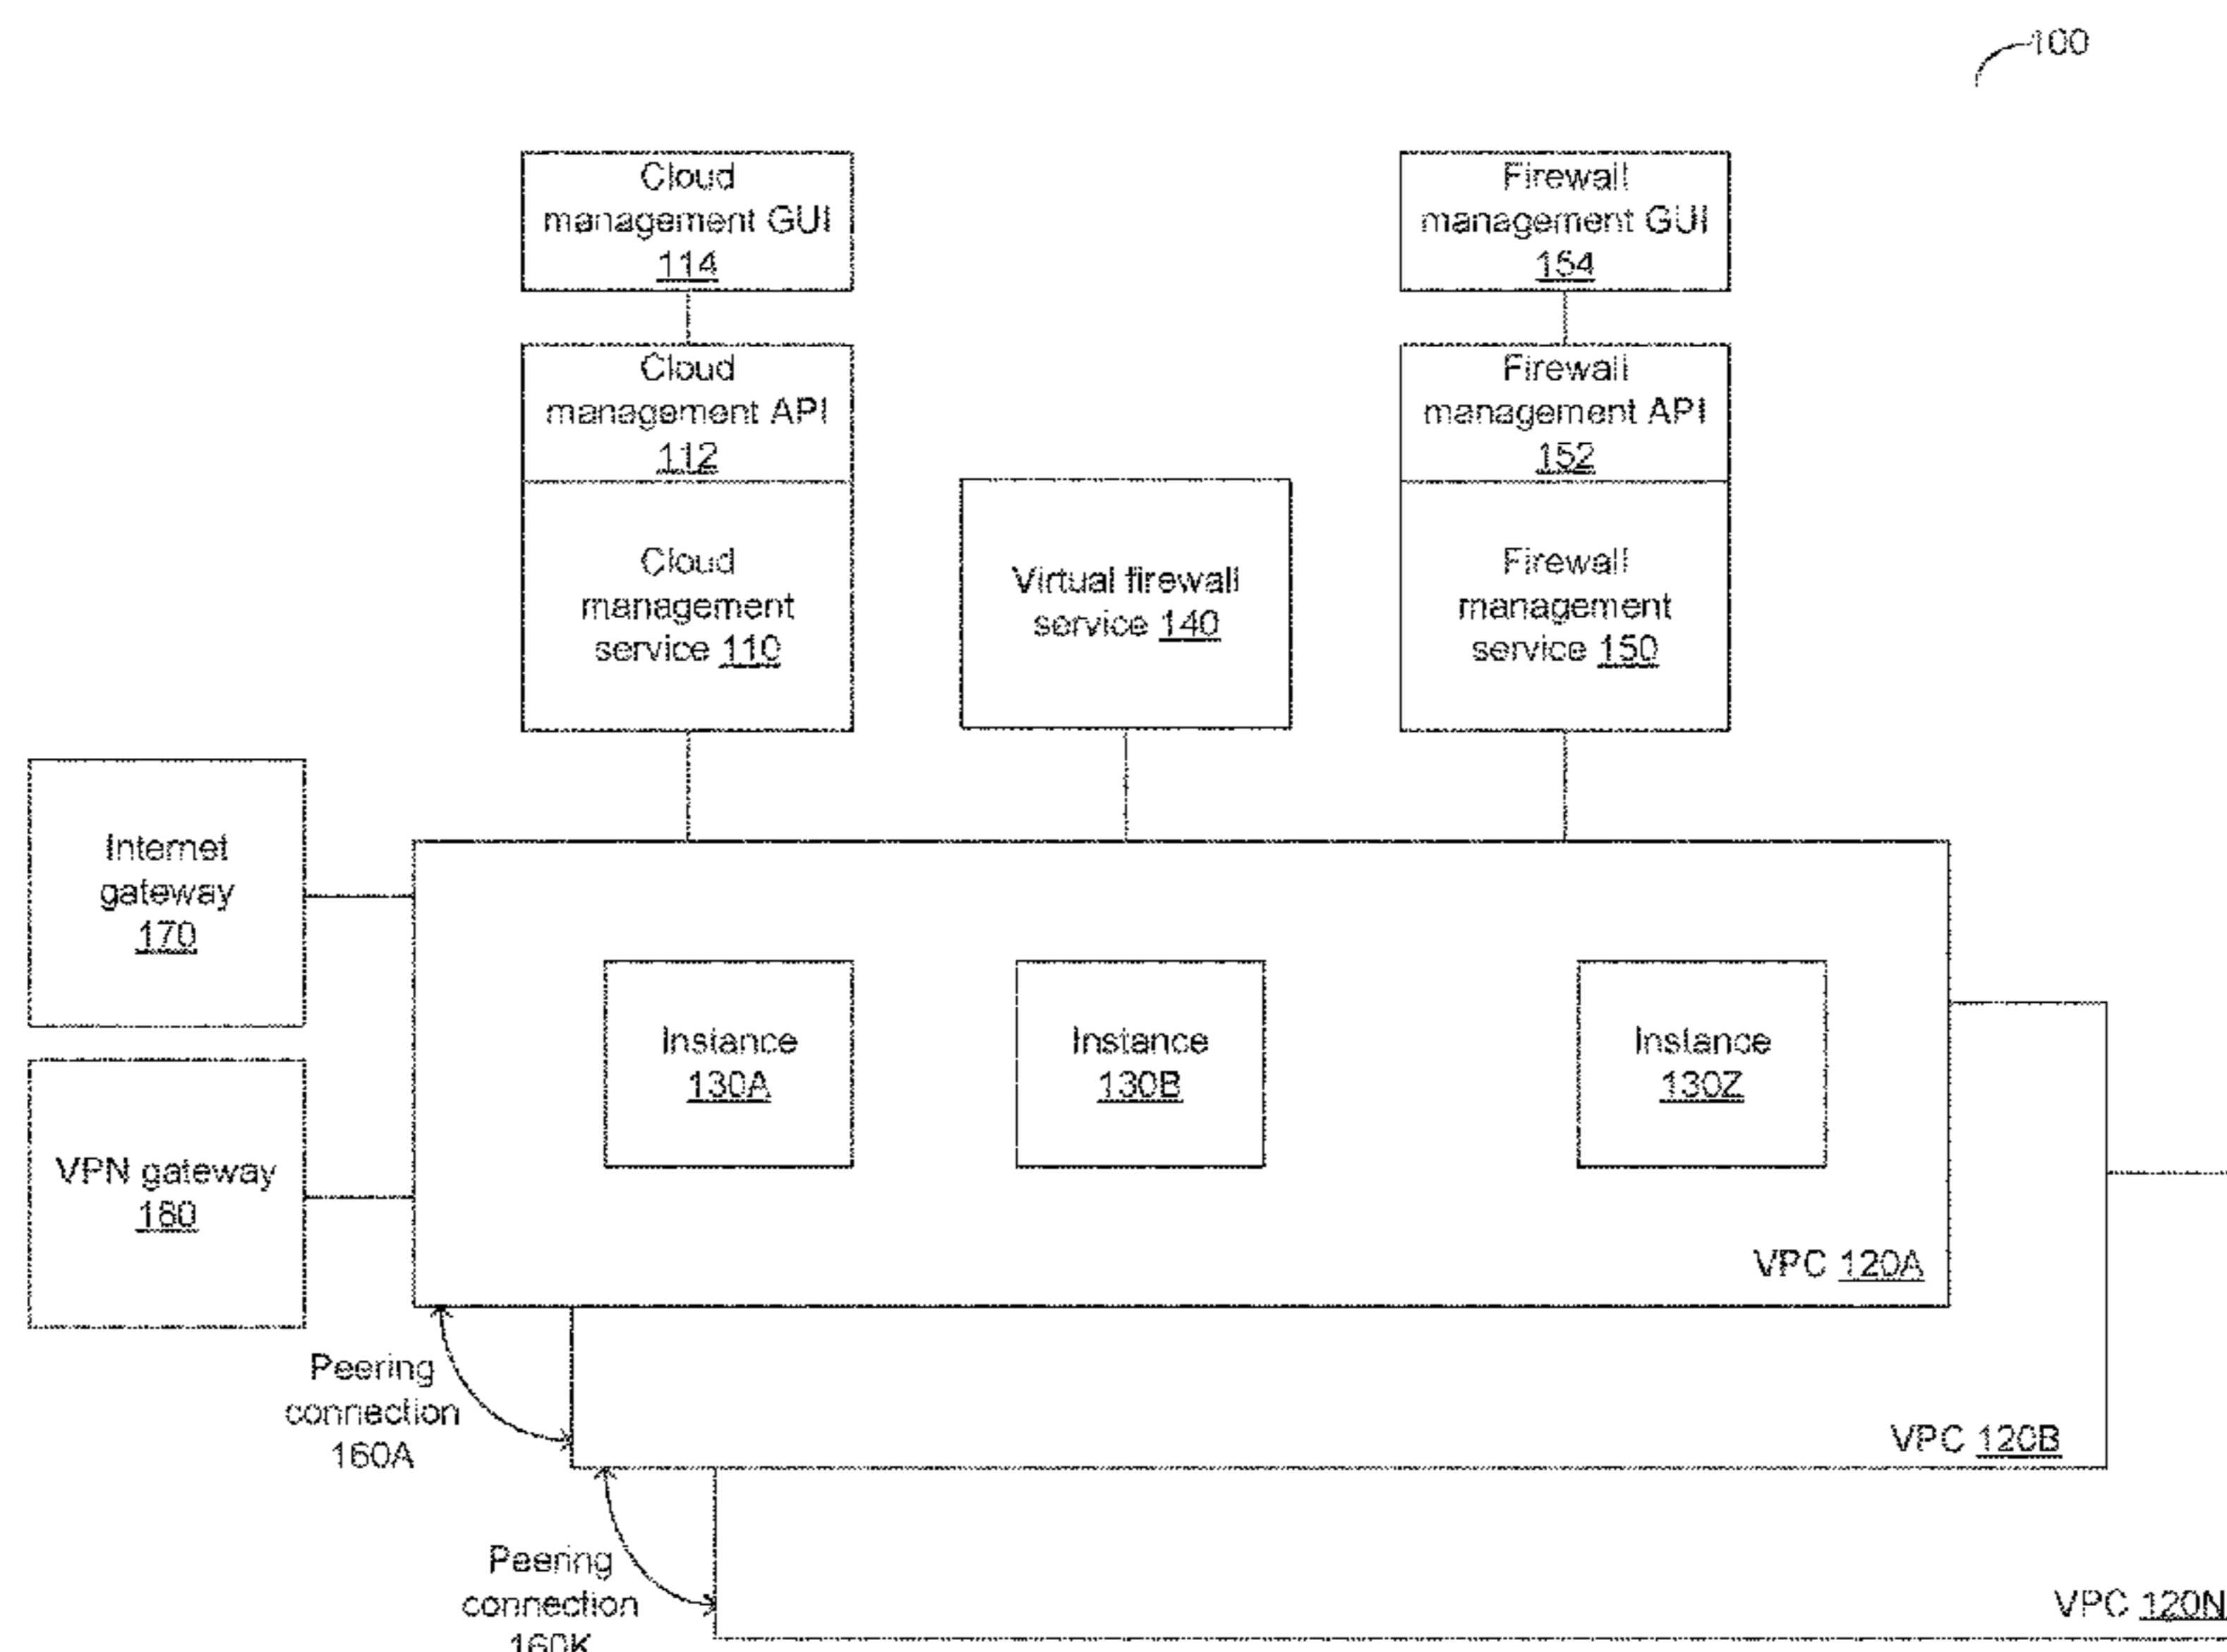 100
Cloud
management GUI
114
Firewall
management GUI
154
Cloud
management API
112
Firewall
management API
152
Cloud
management
service 110
Virtual firewall
service 140
Firewall
management
service 150
Internet
gateway
170
Instance
130A
Instance
130B
Instance
130Z
VPN gateway
180
VPC 120A
Peering
connection
160A
VPC 120B
Peering
connection
160K
VPC 120N